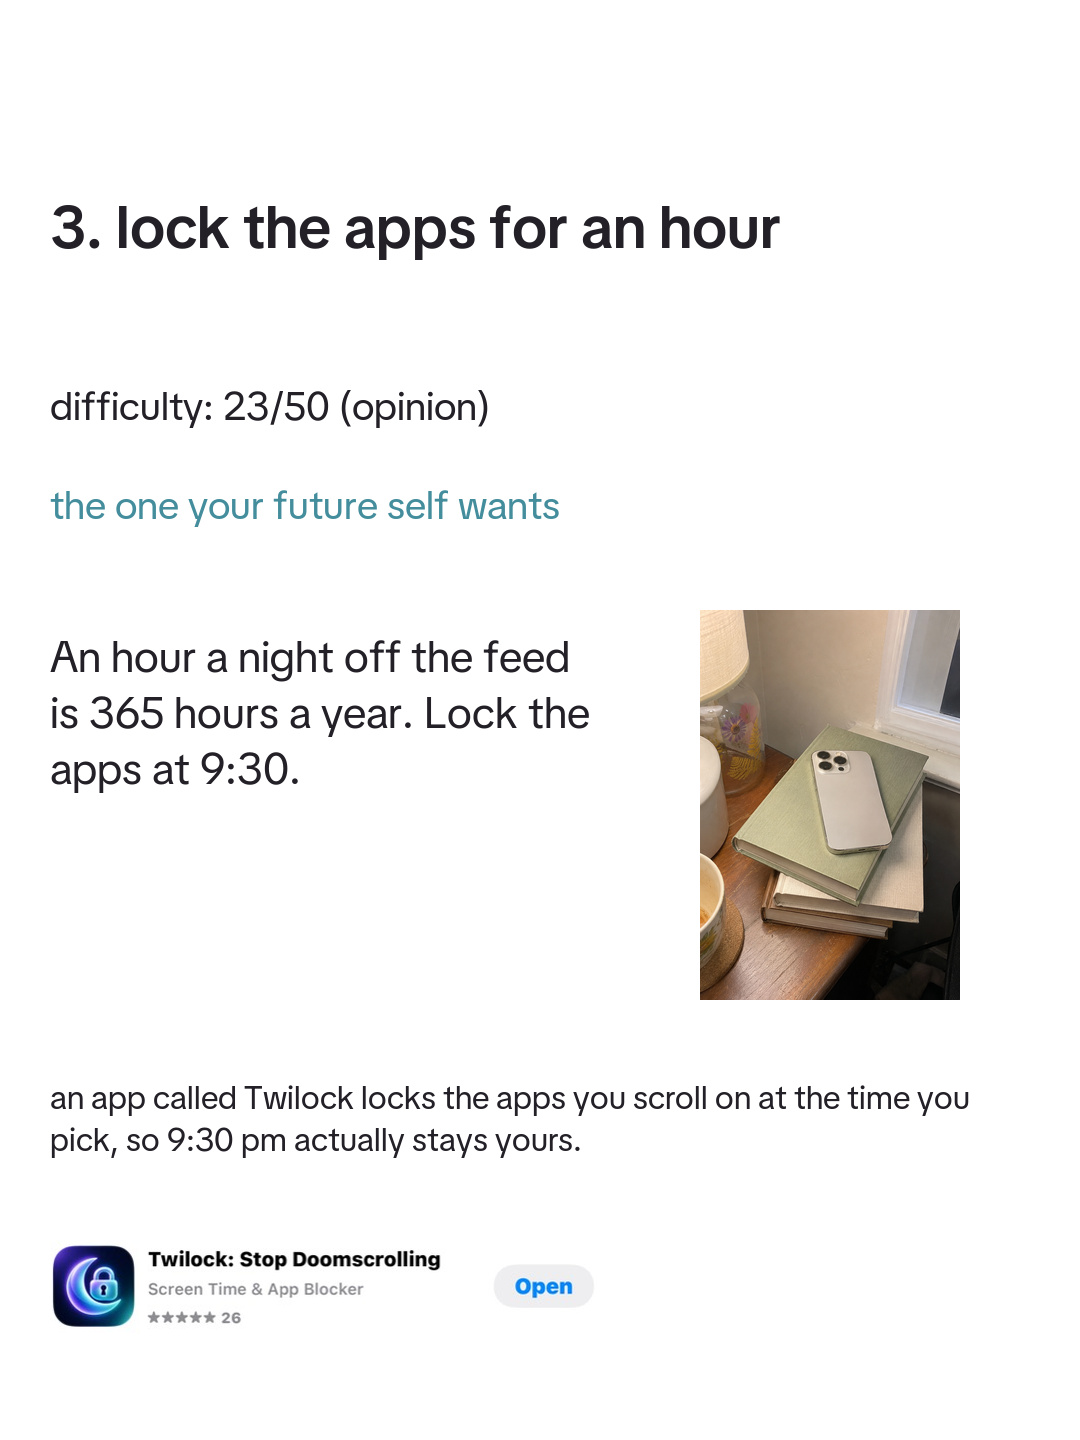 3. lock the apps for an hour
difficulty: 23/50 (opinion)
the one your future self wants
An hour a night off the feed
is 365 hours a year. Lock the
apps at 9:30.
an app called Twilock locks the apps you scroll on at the time you
pick, so 9:30 pm actually stays yours.
Twilock: Stop Doomscrolling
Screen Time & App Blocker
★★★★★ 26
Open